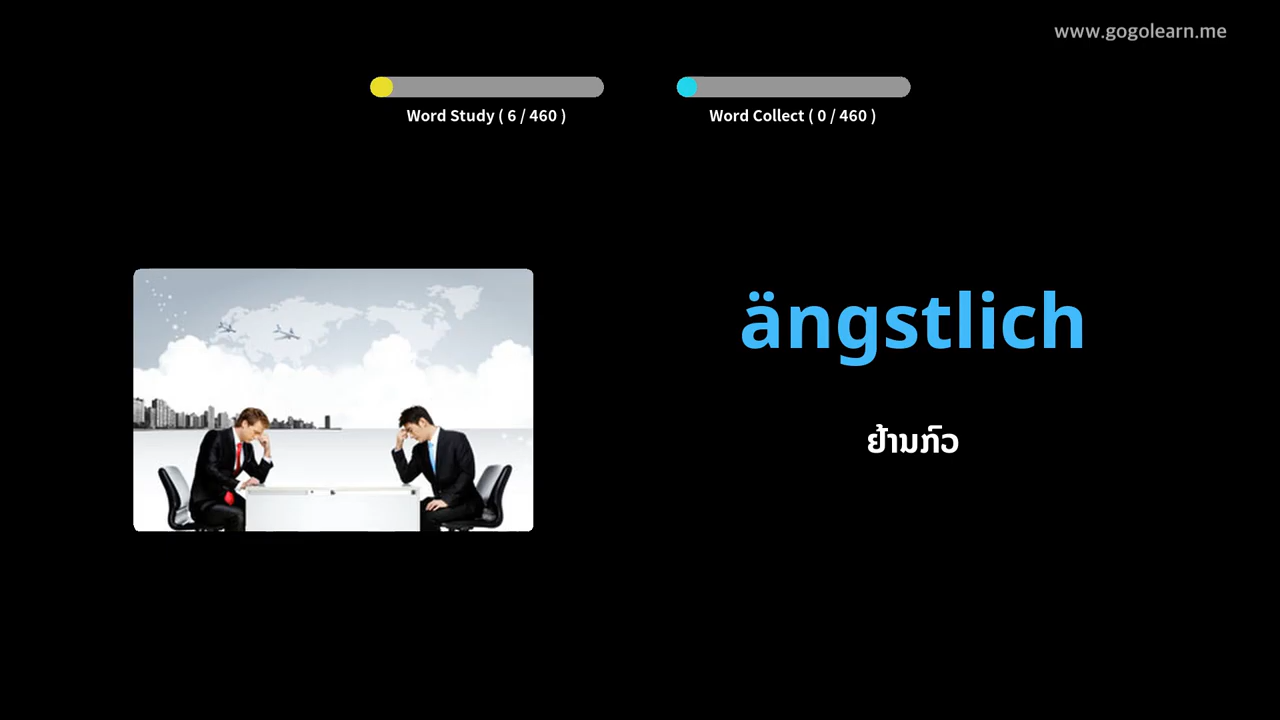 www.gogolearn.me
Word Study ( 6 / 460 )
Word Collect ( 0 / 460 )
ängstlich
ຢ້ານກົວ